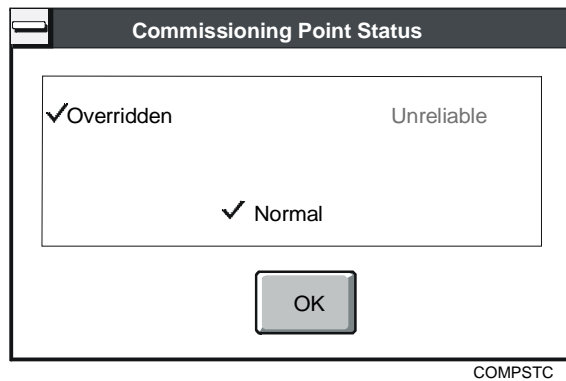 Commissioning Point Status
✓Overridden Unreliable
✓ Normal
OK
COMPSTC